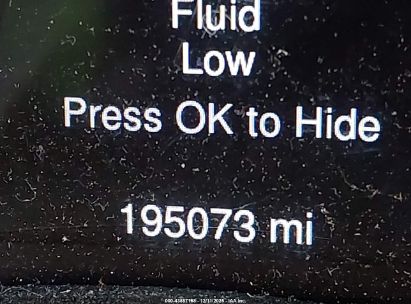 Fluid
Low
Press OK to Hide
195073 mi